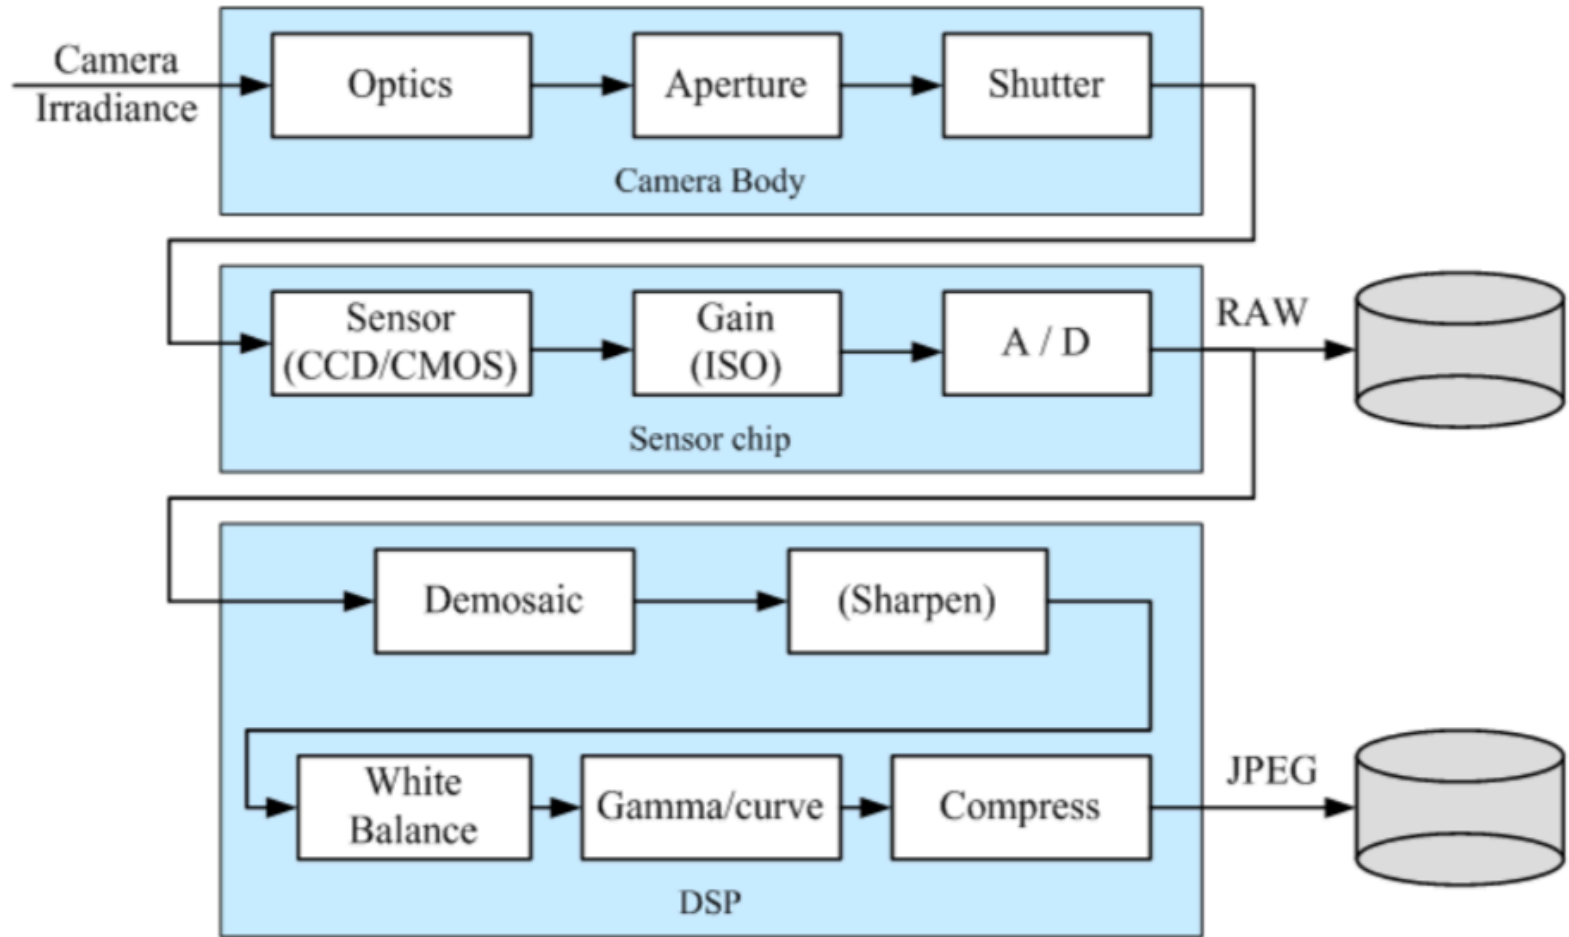 Camera
Irradiance
Optics
Aperture
Shutter
Camera Body
Sensor
(CCD/CMOS)
Gain
(ISO)
A / D
RAW
Sensor chip
Demosaic
(Sharpen)
White
Balance
Gamma/curve
Compress
JPEG
DSP